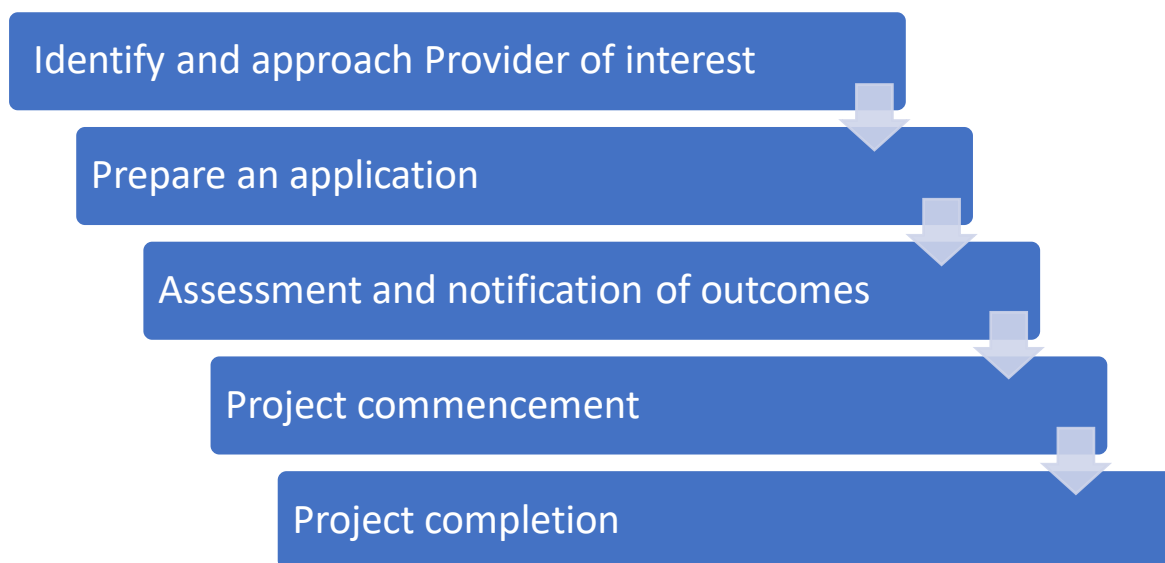 Identify and approach Provider of interest
Prepare an application
Assessment and notification of outcomes
Project commencement
Project completion